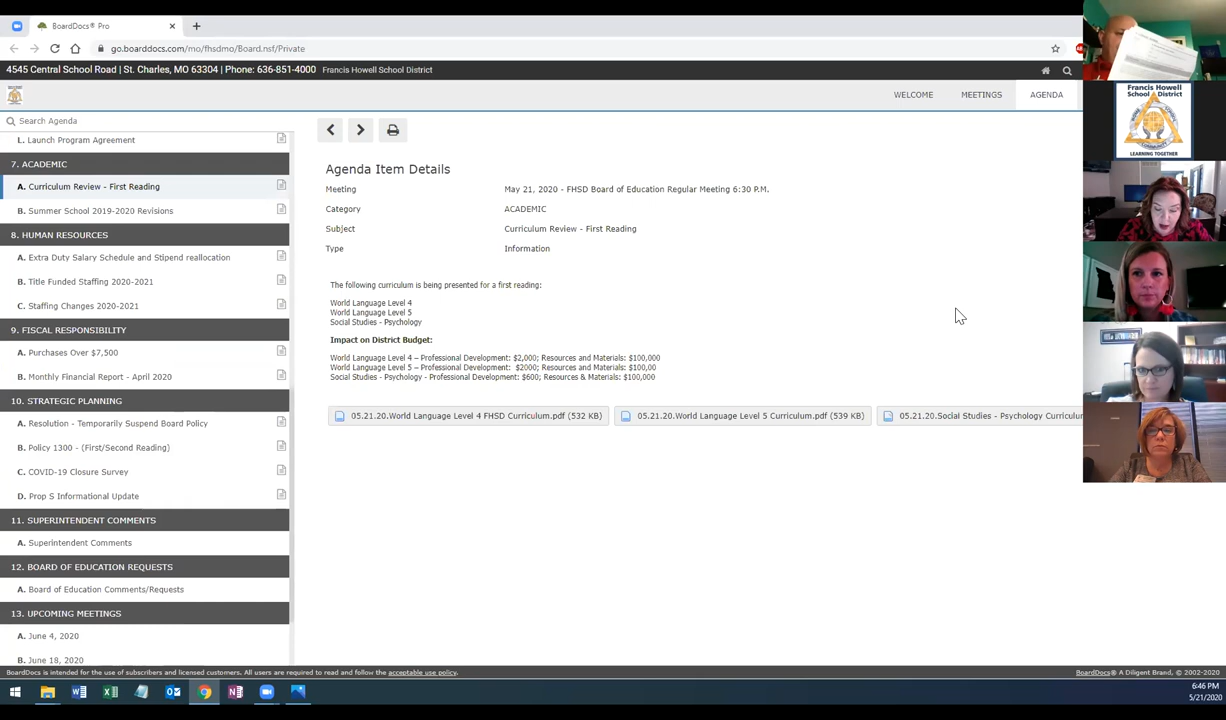 BoardDocs® Pro
go.boarddocs.com/mo/fhsdmo/Board.nsf/Private
4545 Central School Road | St. Charles, MO 63304 | Phone: 636-851-4000 Francis Howell School District
WELCOME MEETINGS AGENDA
Search Agenda
L. Launch Program Agreement
7. ACADEMIC
A. Curriculum Review - First Reading
B. Summer School 2019-2020 Revisions
8. HUMAN RESOURCES
A. Extra Duty Salary Schedule and Stipend reallocation
B. Title Funded Staffing 2020-2021
C. Staffing Changes 2020-2021
9. FISCAL RESPONSIBILITY
A. Purchases Over $7,500
B. Monthly Financial Report - April 2020
10. STRATEGIC PLANNING
A. Resolution - Temporarily Suspend Board Policy
B. Policy 1300 - (First/Second Reading)
C. COVID-19 Closure Survey
D. Prop S Informational Update
11. SUPERINTENDENT COMMENTS
A. Superintendent Comments
12. BOARD OF EDUCATION REQUESTS
A. Board of Education Comments/Requests
13. UPCOMING MEETINGS
A. June 4, 2020
B. June 18, 2020
Agenda Item Details
Meeting May 21, 2020 - FHSD Board of Education Regular Meeting 6:30 P.M.
Category ACADEMIC
Subject Curriculum Review - First Reading
Type Information
The following curriculum is being presented for a first reading:
World Language Level 4
World Language Level 5
Social Studies - Psychology
Impact on District Budget:
World Language Level 4 – Professional Development: $2,000; Resources and Materials: $100,000
World Language Level 5 – Professional Development: $2000; Resources and Materials: $100,00
Social Studies - Psychology - Professional Development: $600; Resources & Materials: $100,000
05.21.20.World Language Level 4 FHSD Curriculum.pdf (532 KB)
05.21.20.World Language Level 5 Curriculum.pdf (539 KB)
05.21.20.Social Studies - Psychology Curriculum
Francis Howell
School District
LEARNING TOGETHER
BoardDocs is intended for the use of subscribers and licensed customers. All users are required to read and follow the acceptable use policy.
BoardDocs® A Diligent Brand, © 2002-2020
6:46 PM
5/21/2020